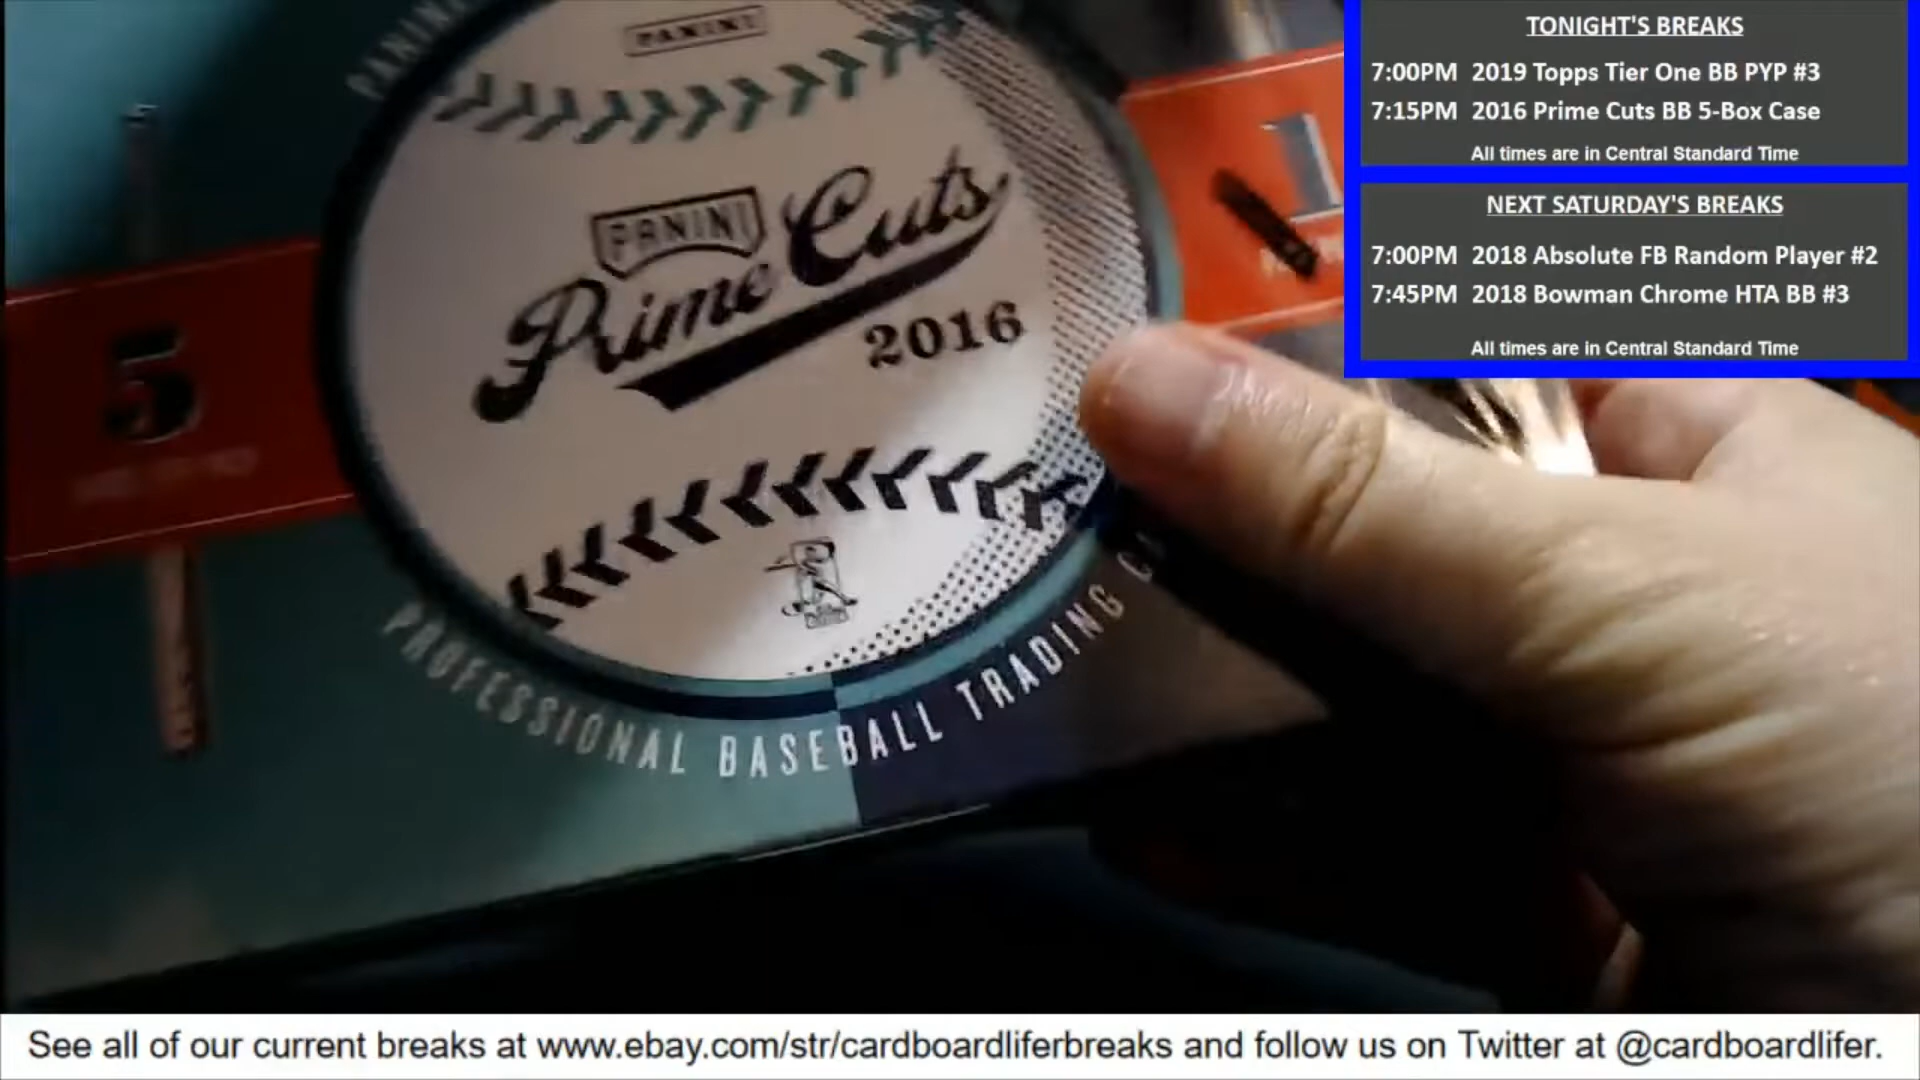 PANINI
PANINI
Prime Cuts
2016
5
1
PROFESSIONAL BASEBALL TRADING
TONIGHT'S BREAKS
7:00PM 2019 Topps Tier One BB PYP #3
7:15PM 2016 Prime Cuts BB 5-Box Case
All times are in Central Standard Time
NEXT SATURDAY'S BREAKS
7:00PM 2018 Absolute FB Random Player #2
7:45PM 2018 Bowman Chrome HTA BB #3
All times are in Central Standard Time
See all of our current breaks at www.ebay.com/str/cardboardliferbreaks and follow us on Twitter at @cardboardlifer.